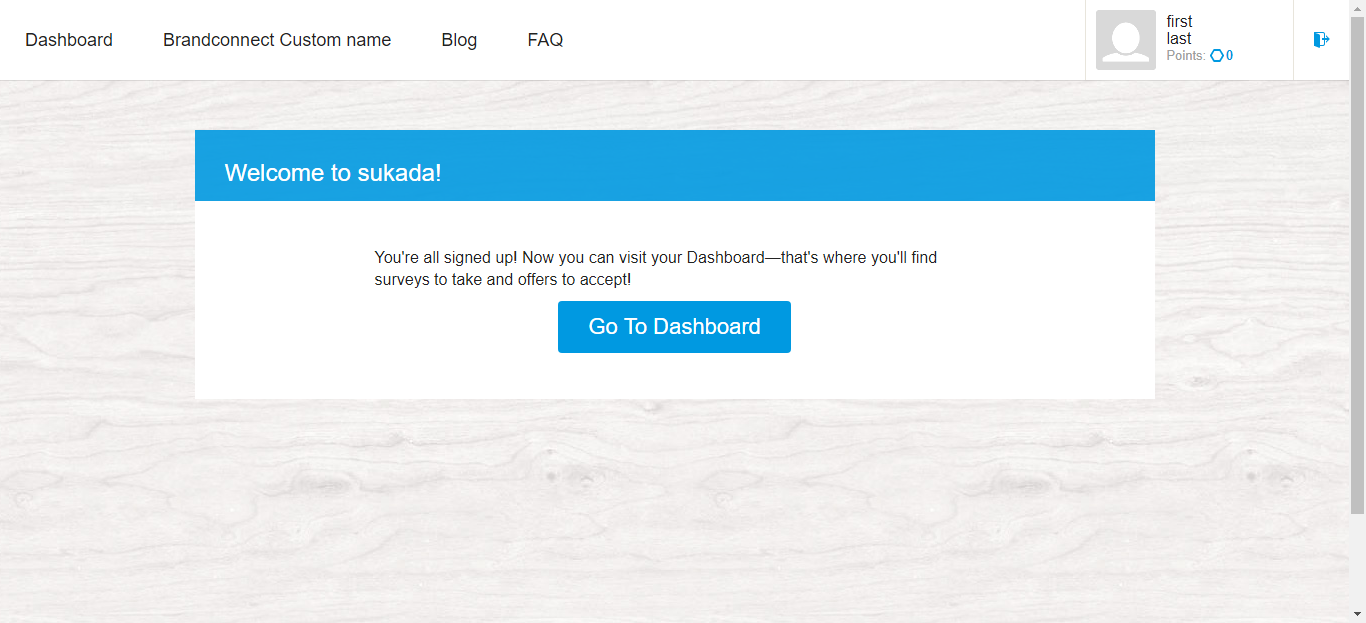 Dashboard
Brandconnect Custom name
Blog
FAQ
first
last
Points: 0
Welcome to sukada!
You're all signed up! Now you can visit your Dashboard—that's where you'll find
surveys to take and offers to accept!
Go To Dashboard